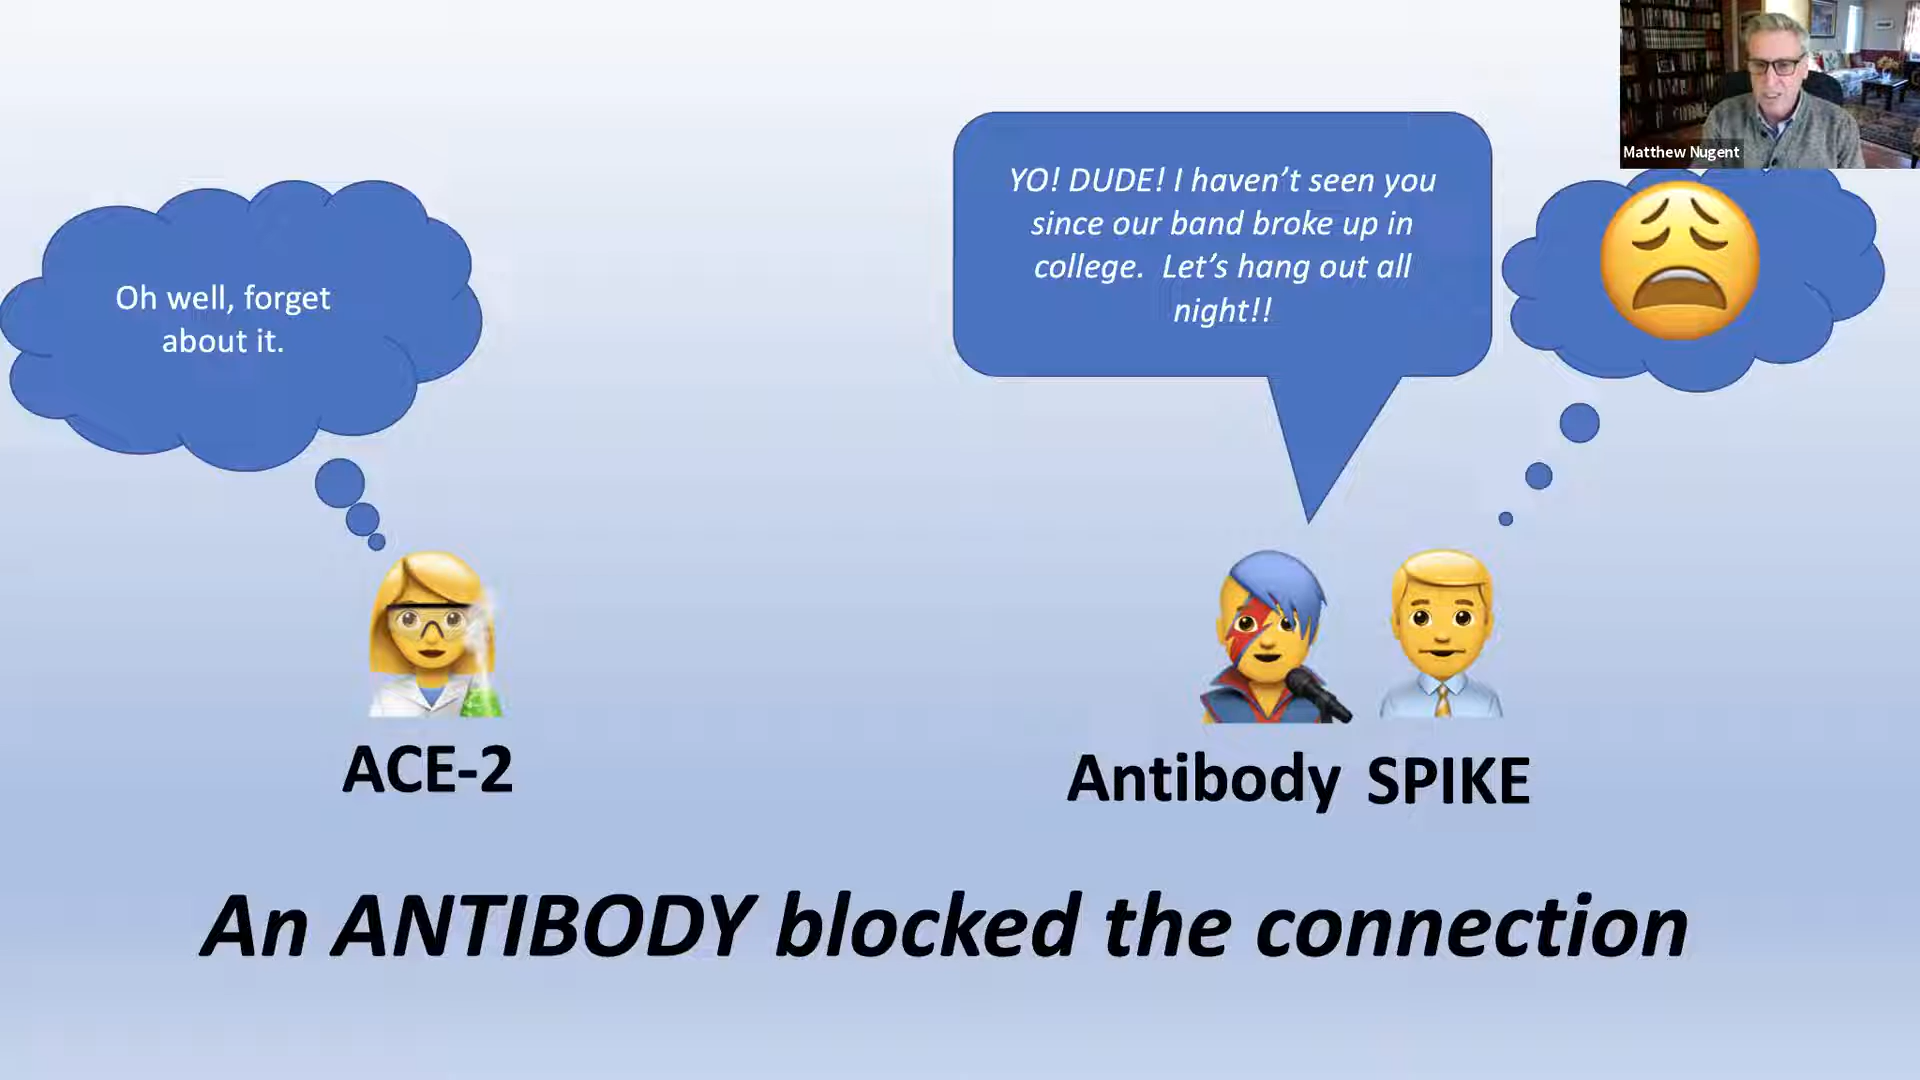 Matthew Nugent
YO! DUDE! I haven’t seen you
since our band broke up in
college.  Let’s hang out all
night!!
Oh well, forget
about it.
ACE-2
Antibody SPIKE
An ANTIBODY blocked the connection